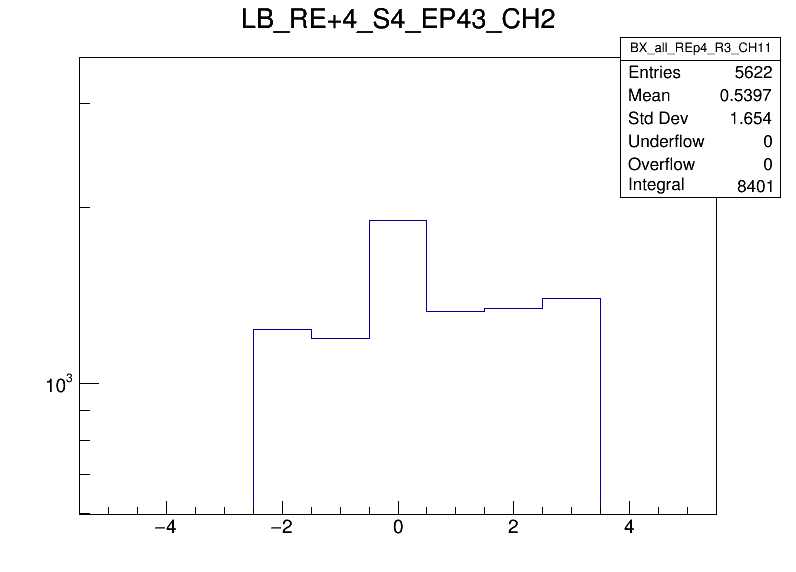 LB_RE+4_S4_EP43_CH2
BX_all_REp4_R3_CH11
Entries 5622
Mean 0.5397
Std Dev 1.654
Underflow 0
Overflow 0
Integral 8401
10³
−4 −2 0 2 4